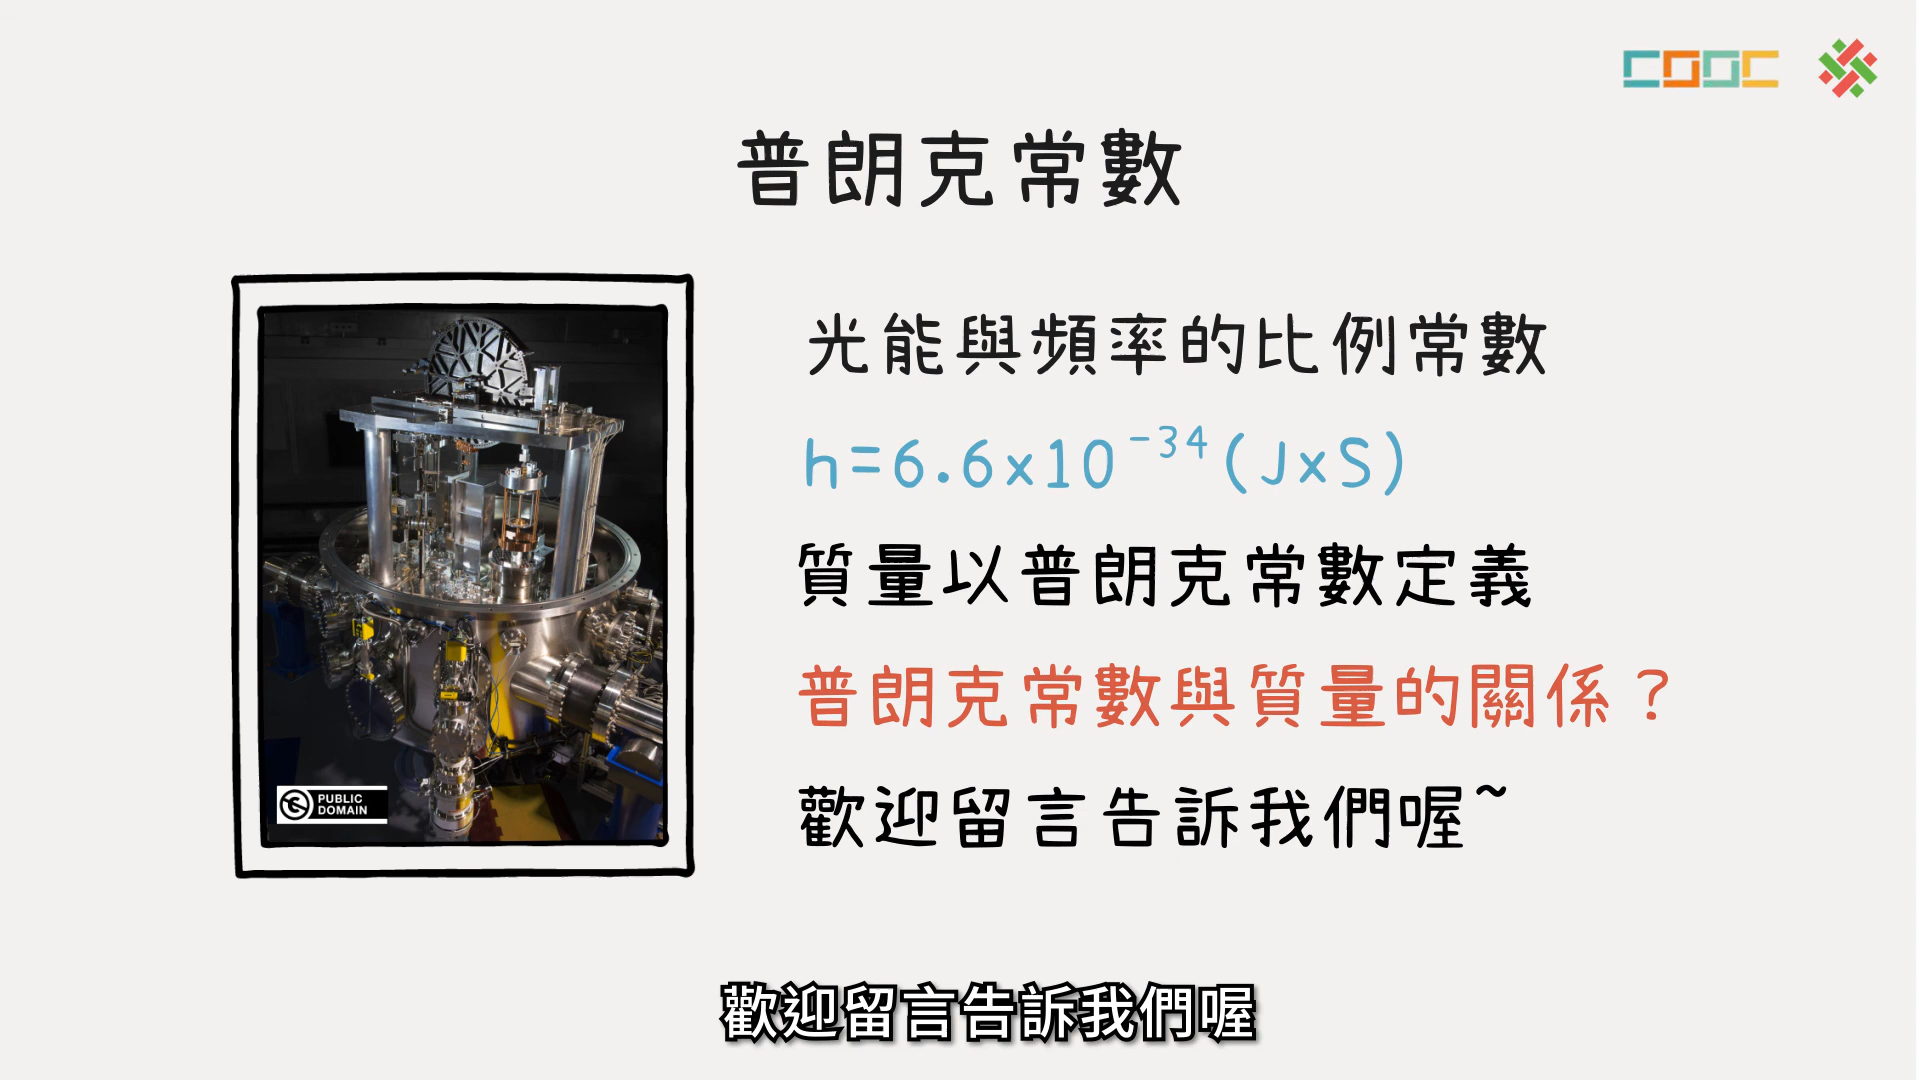 COOC
普朗克常數
光能與頻率的比例常數
h=6.6x10⁻³⁴(JxS)
質量以普朗克常數定義
普朗克常數與質量的關係？
歡迎留言告訴我們喔~
PUBLIC
DOMAIN
歡迎留言告訴我們喔